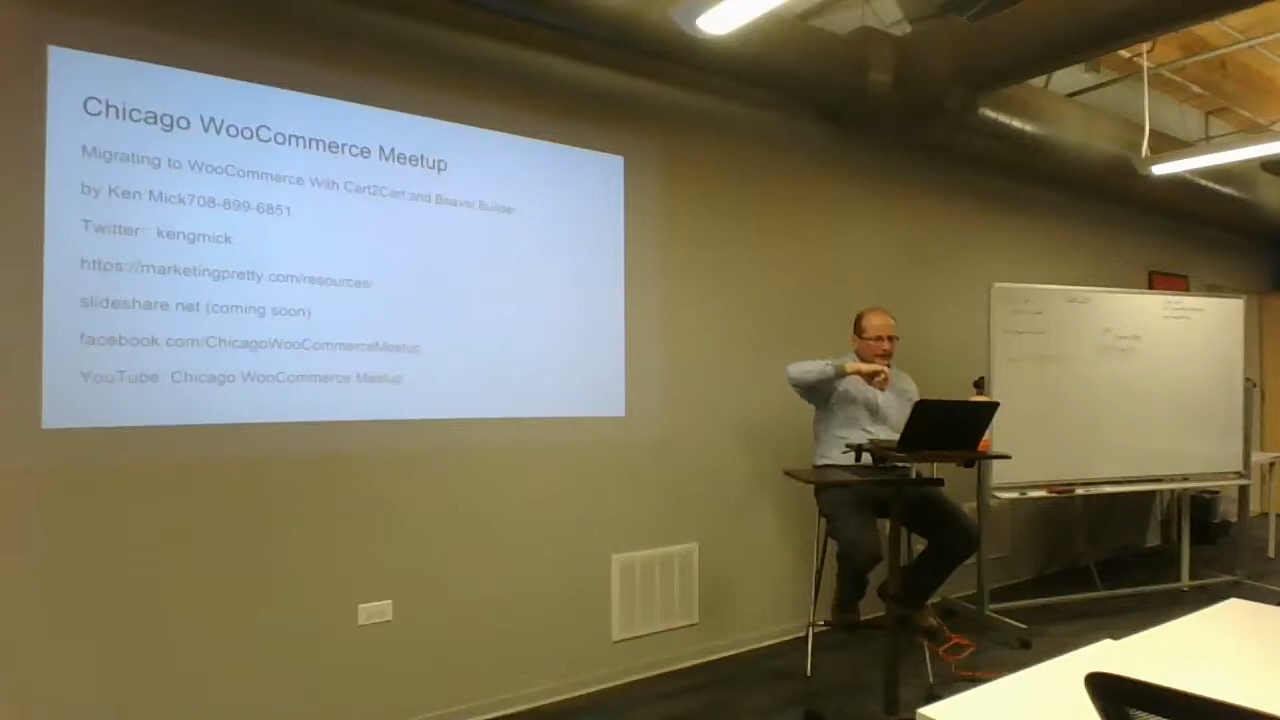 Chicago WooCommerce Meetup
Migrating to WooCommerce With Cart2Cart and Beaver Builder
by Ken Mick708-899-6851
Twitter: kengmick
https://marketingpretty.com/resources/
slideshare.net (coming soon)
facebook.com/ChicagoWooCommerceMeetup
YouTube: Chicago WooCommerce Meetup